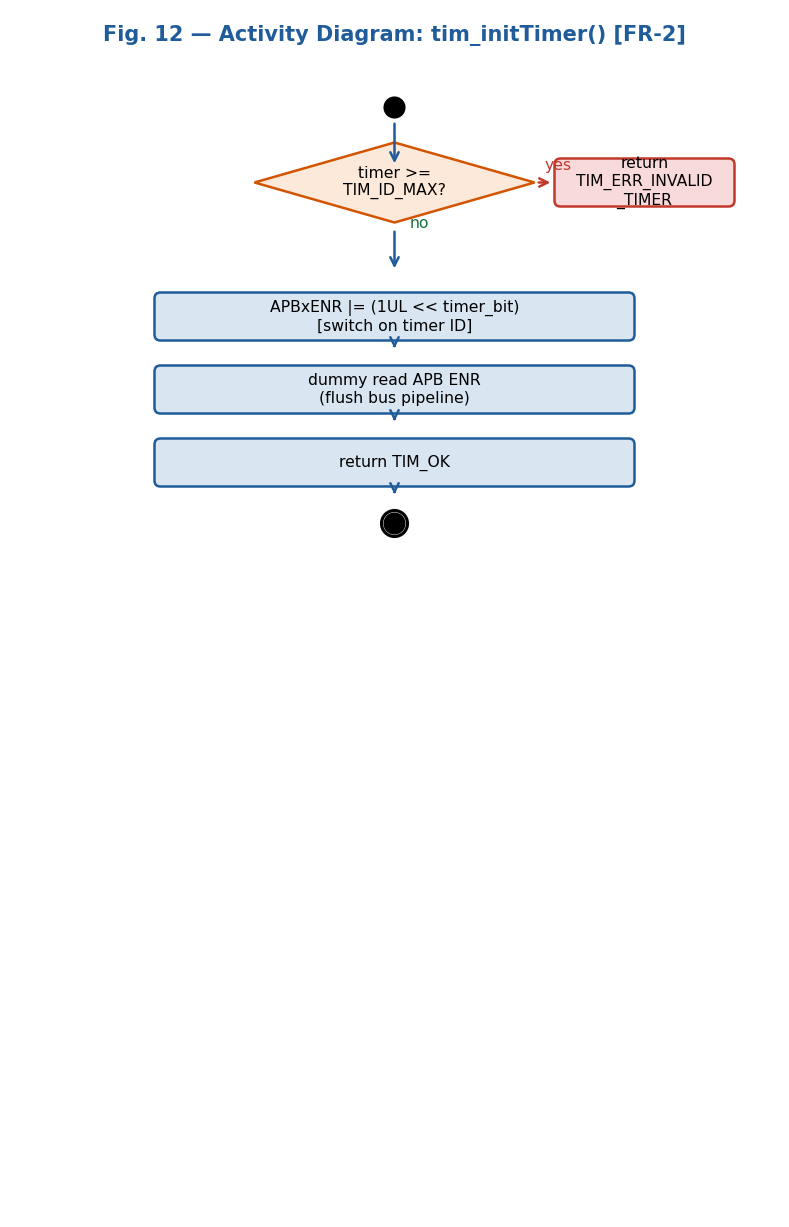 Fig. 12 — Activity Diagram: tim_initTimer() [FR-2]
timer >=
TIM_ID_MAX?
yes
return
TIM_ERR_INVALID
_TIMER
no
APBxENR |= (1UL << timer_bit)
[switch on timer ID]
dummy read APB ENR
(flush bus pipeline)
return TIM_OK